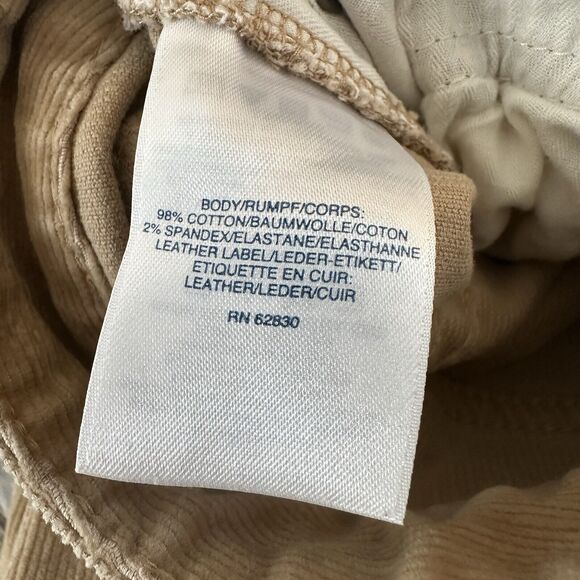 BODY/RUMPF/CORPS:
98% COTTON/BAUMWOLLE/COTON
2% SPANDEX/ELASTANE/ELASTHANNE
LEATHER LABEL/LEDER-ETIKETT/
ETIQUETTE EN CUIR:
LEATHER/LEDER/CUIR
RN 62830